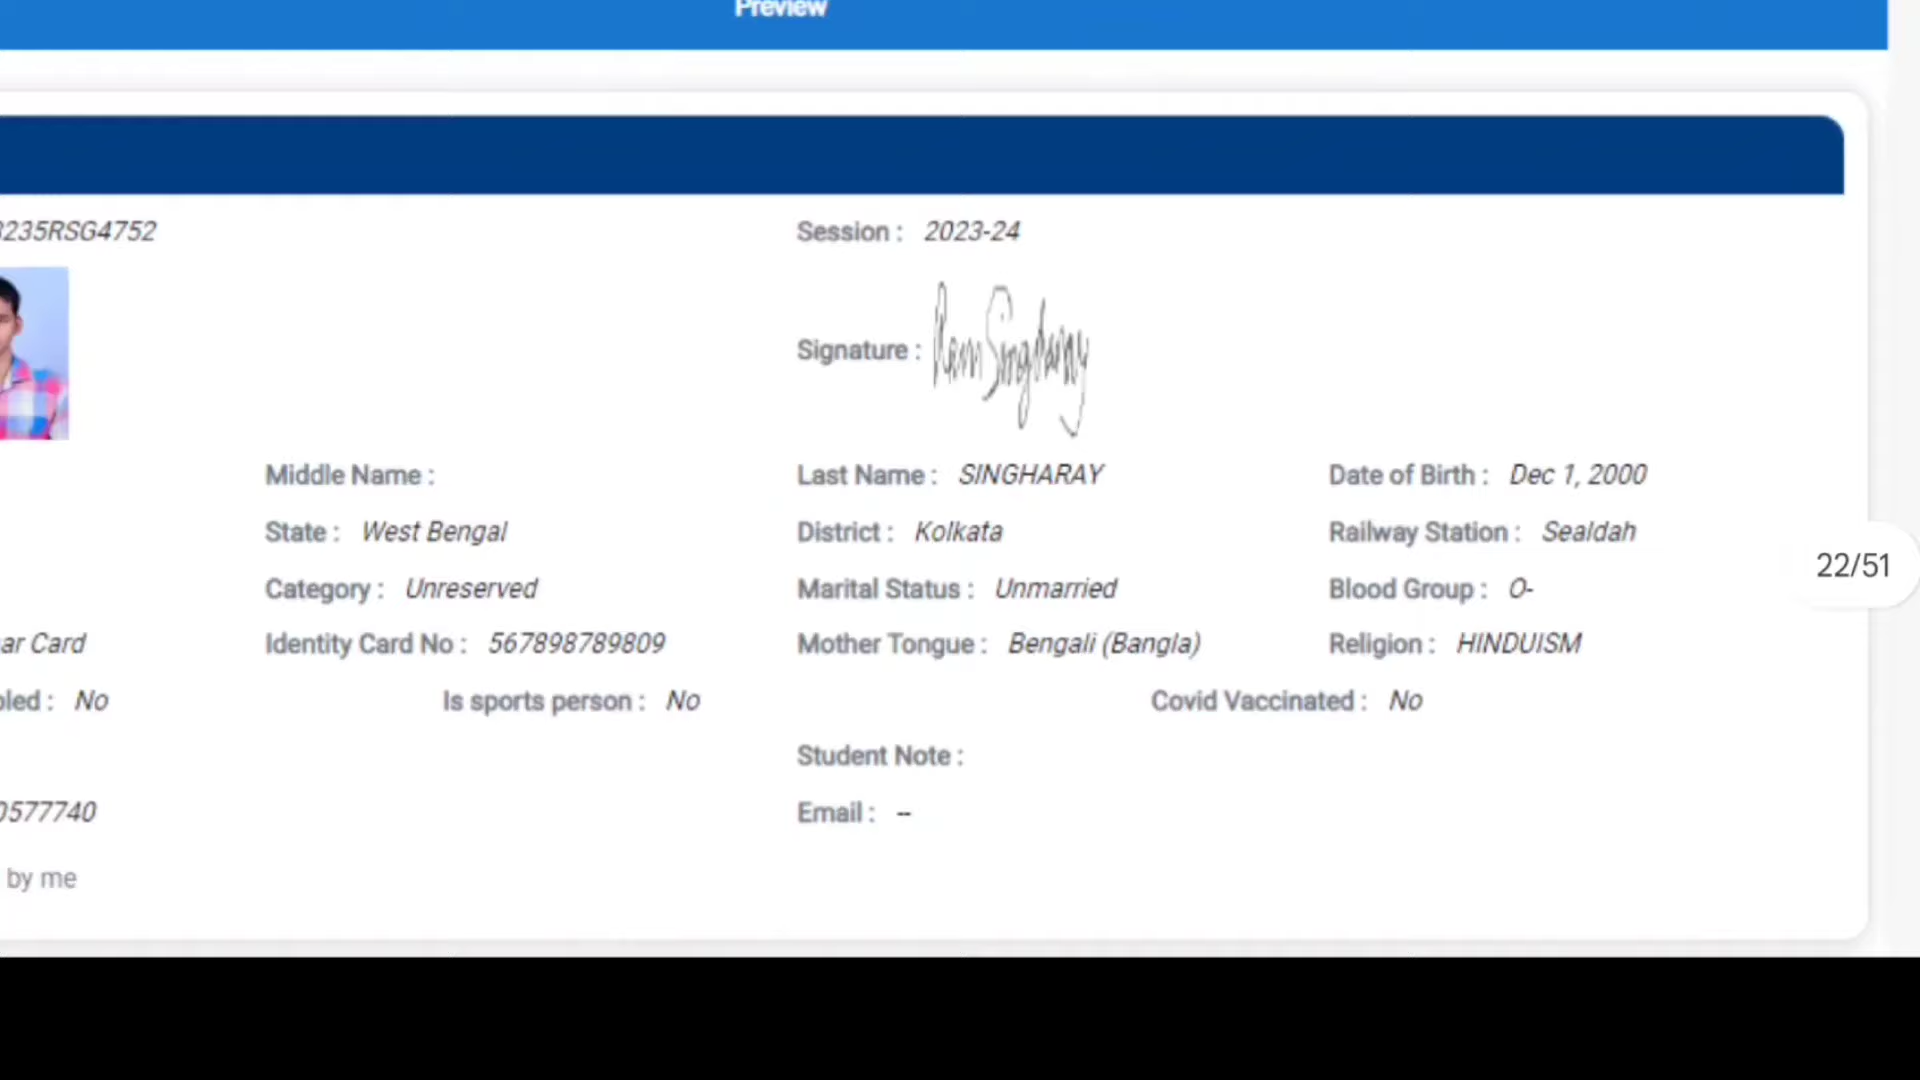 Preview
235RSG4752 Session : 2023-24
Signature : Ram Singharay
Middle Name : Last Name : SINGHARAY Date of Birth : Dec 1, 2000
State : West Bengal District : Kolkata Railway Station : Sealdah
Category : Unreserved Marital Status : Unmarried Blood Group : O-
22/51
ar Card Identity Card No : 567898789809 Mother Tongue : Bengali (Bangla) Religion : HINDUISM
bled : No Is sports person : No Covid Vaccinated : No
Student Note :
0577740 Email : --
by me